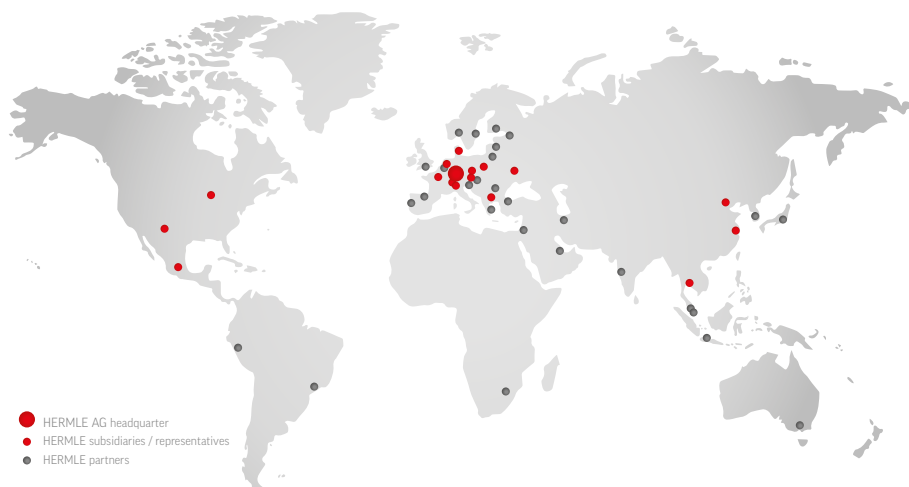 HERMLE AG headquarter
HERMLE subsidiaries / representatives
HERMLE partners